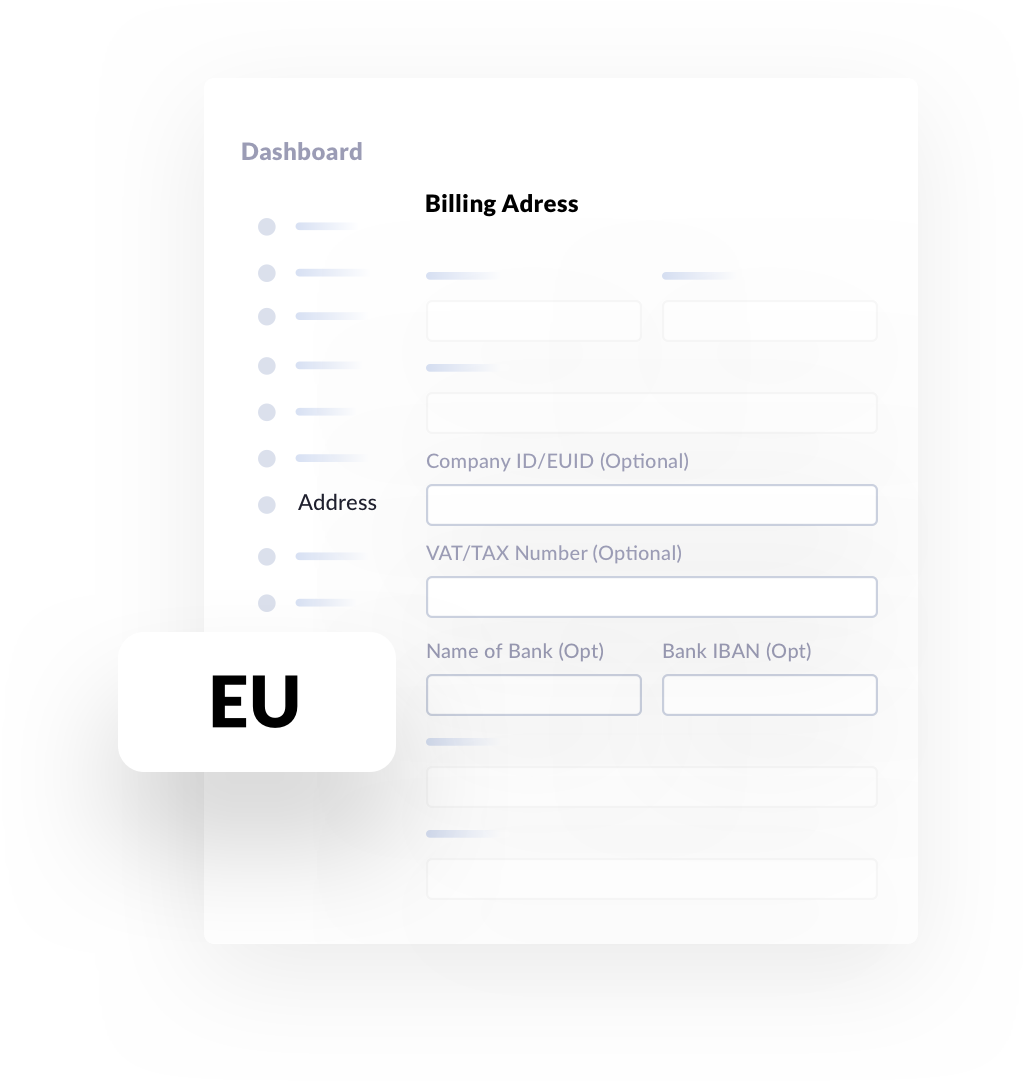 Dashboard
Billing Adress
Company ID/EUID (Optional)
Address
VAT/TAX Number (Optional)
Name of Bank (Opt)
Bank IBAN (Opt)
EU